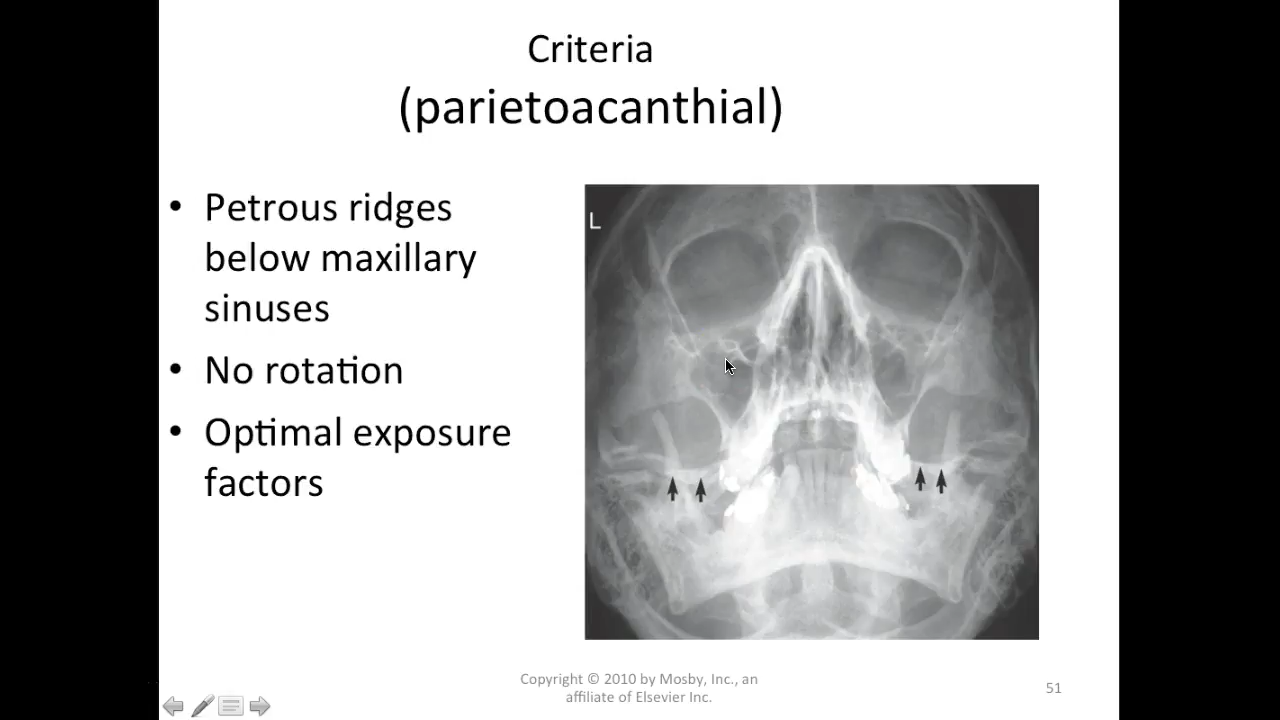 Criteria
(parietoacanthial)
• Petrous ridges
below maxillary
sinuses
• No rotation
• Optimal exposure
factors
L
Copyright © 2010 by Mosby, Inc., an
affiliate of Elsevier Inc.
51